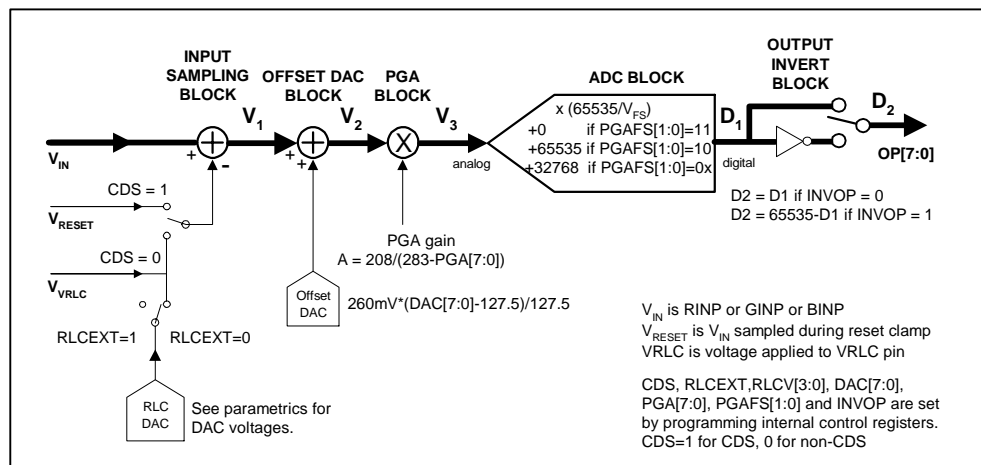 INPUT
SAMPLING
BLOCK
OFFSET DAC
BLOCK
PGA
BLOCK
ADC BLOCK
OUTPUT
INVERT
BLOCK
V1
V2
V3
x (65535/VFS)
+0 if PGAFS[1:0]=11
+65535 if PGAFS[1:0]=10
+32768 if PGAFS[1:0]=0x
D1
D2
VIN
+
-
+
+
X
analog
digital
OP[7:0]
CDS = 1
VRESET
CDS = 0
VVRLC
RLCEXT=1
RLCEXT=0
RLC
DAC
See parametrics for
DAC voltages.
PGA gain
A = 208/(283-PGA[7:0])
Offset
DAC
260mV*(DAC[7:0]-127.5)/127.5
D2 = D1 if INVOP = 0
D2 = 65535-D1 if INVOP = 1
VIN is RINP or GINP or BINP
VRESET is VIN sampled during reset clamp
VRLC is voltage applied to VRLC pin
CDS, RLCEXT,RLCV[3:0], DAC[7:0],
PGA[7:0], PGAFS[1:0] and INVOP are set
by programming internal control registers.
CDS=1 for CDS, 0 for non-CDS